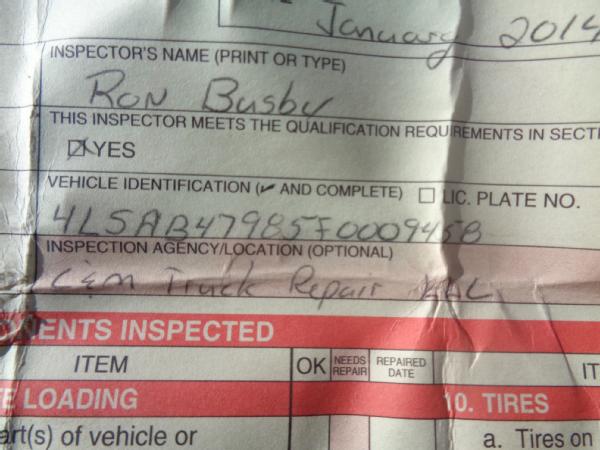 January 2014
INSPECTOR'S NAME (PRINT OR TYPE)
Ron Busby
THIS INSPECTOR MEETS THE QUALIFICATION REQUIREMENTS IN SECTI
☒ YES
VEHICLE IDENTIFICATION (✓ AND COMPLETE) ☐ LIC. PLATE NO.
4LSAB47985F0009458
INSPECTION AGENCY/LOCATION (OPTIONAL)
C&M Truck Repair
ENTS INSPECTED
ITEM OK NEEDS REPAIR REPAIRED DATE IT
E LOADING 10. TIRES
art(s) of vehicle or a. Tires on